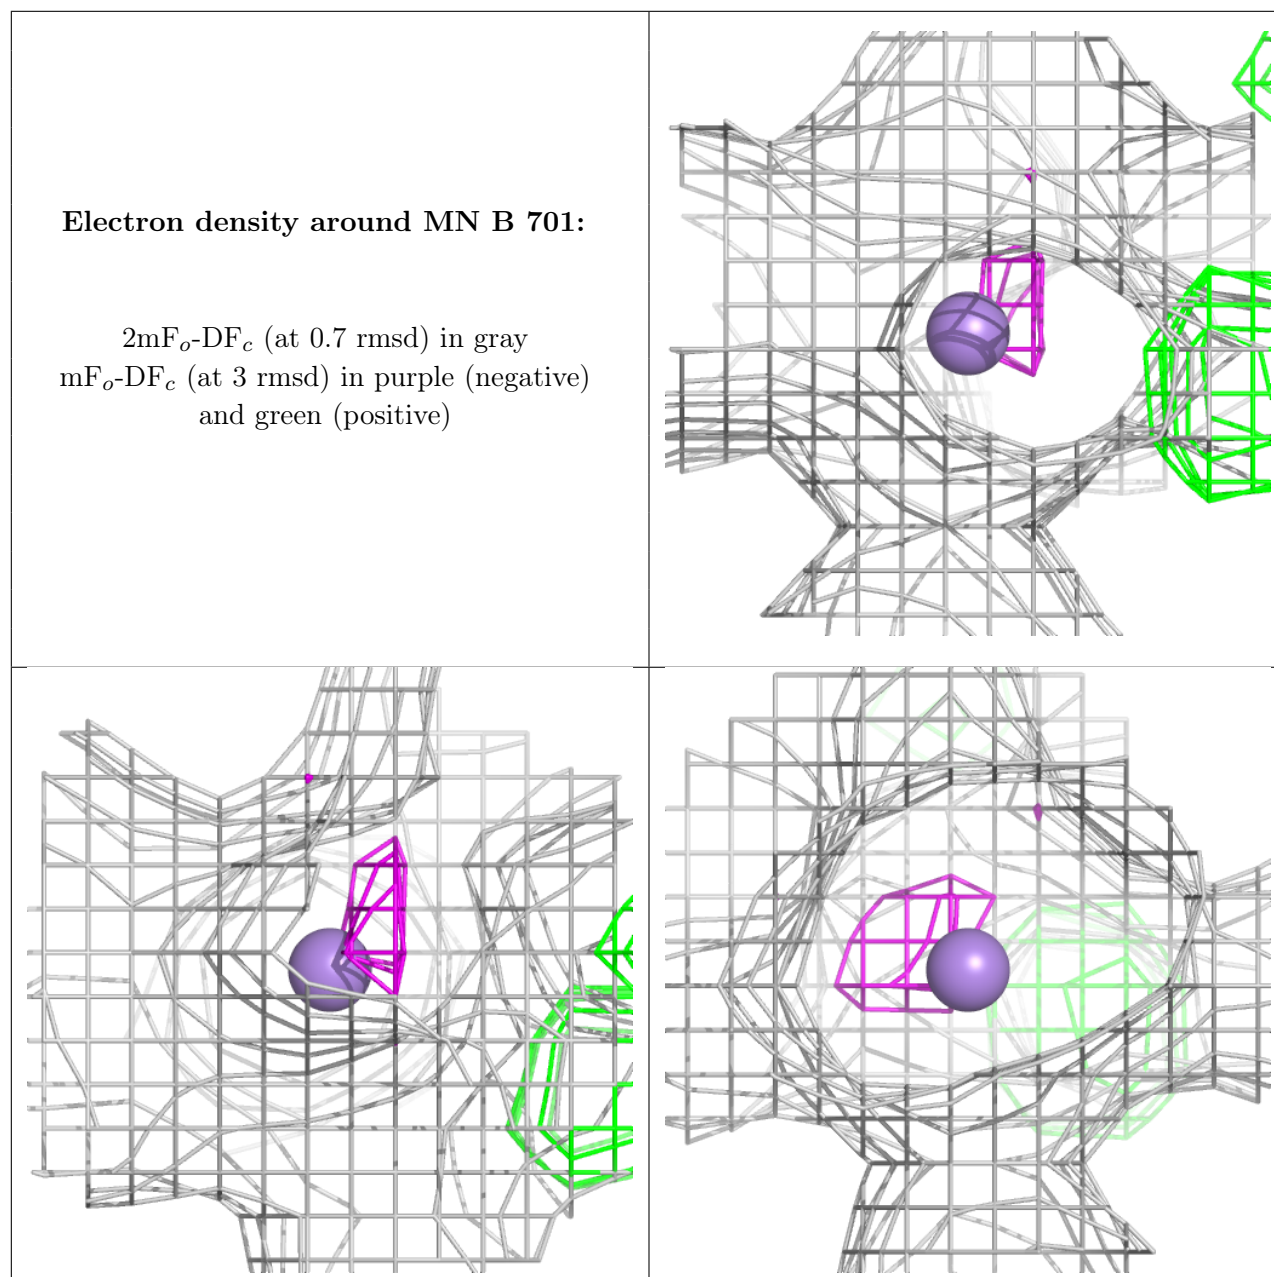 Electron density around MN B 701:
2mFo-DFc (at 0.7 rmsd) in gray
mFo-DFc (at 3 rmsd) in purple (negative)
and green (positive)